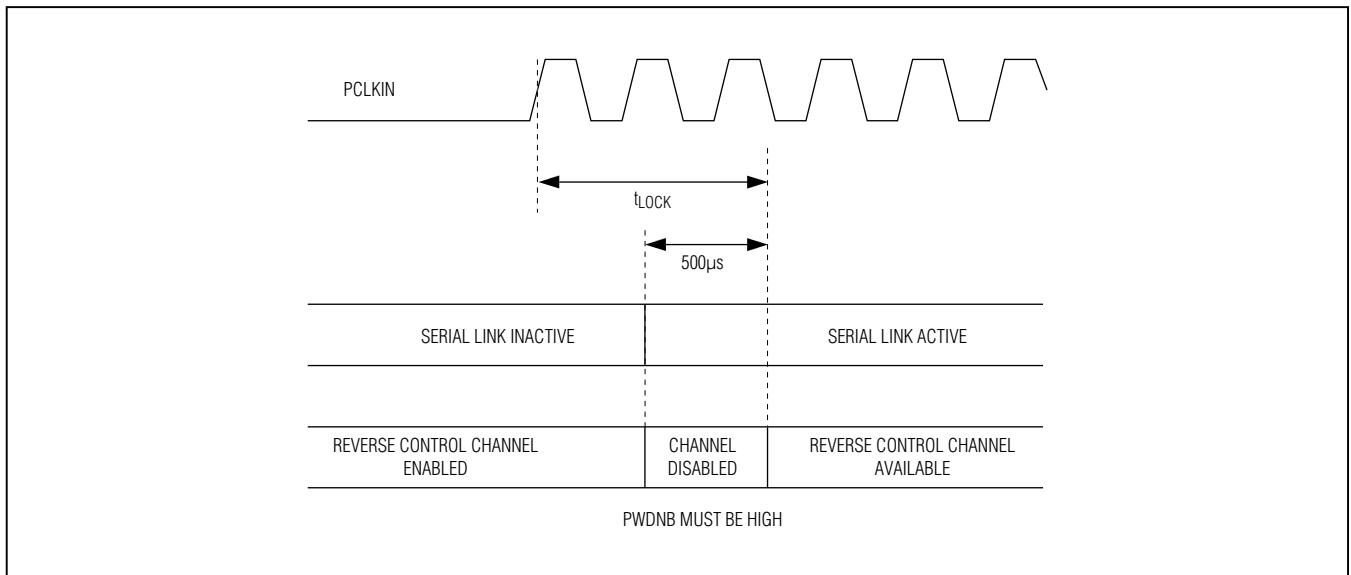 PCLKIN
tLOCK
500µs
SERIAL LINK INACTIVE
SERIAL LINK ACTIVE
REVERSE CONTROL CHANNEL
ENABLED
CHANNEL
DISABLED
REVERSE CONTROL CHANNEL
AVAILABLE
PWDNB MUST BE HIGH